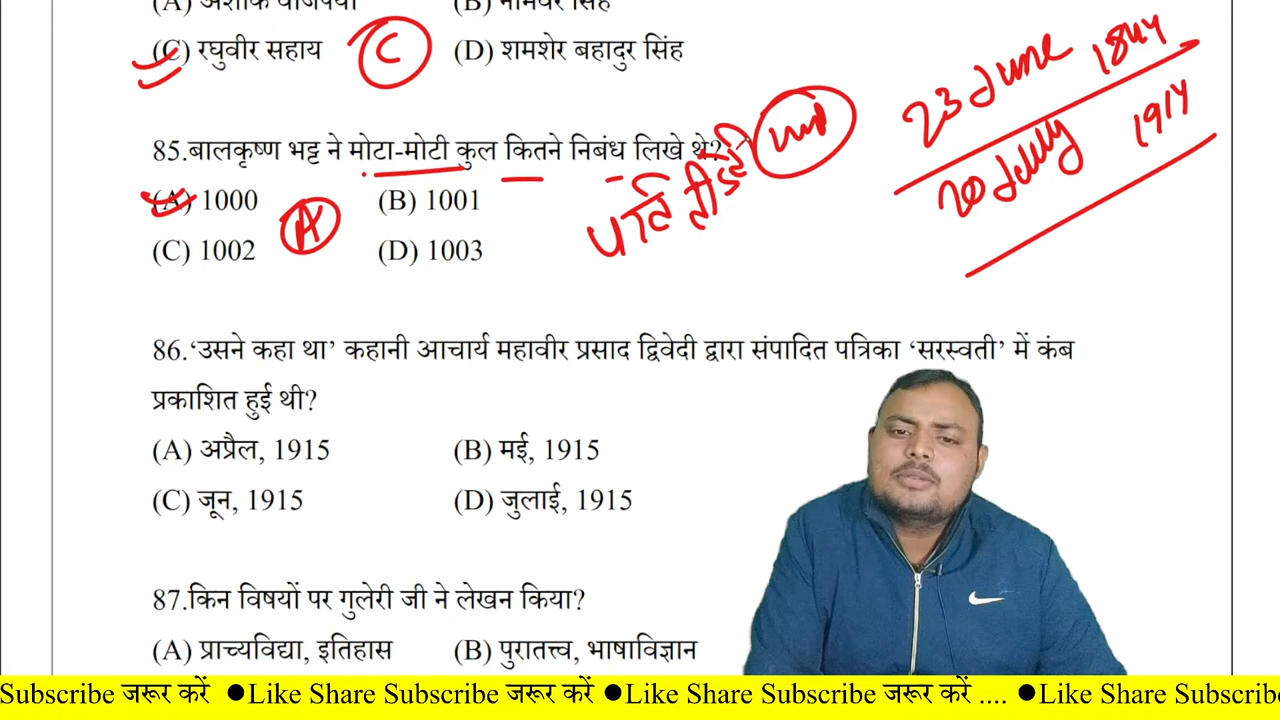 (A) अशोक वाजपेयी (B) नामवर सिंह
(C) रघुवीर सहाय C (D) शमशेर बहादुर सिंह
23 June 1844
20 July 1914
85.बालकृष्ण भट्ट ने मोटा-मोटी कुल कितने निबंध लिखे थे?
(A) 1000 (B) 1001
A
(C) 1002 (D) 1003
86.‘उसने कहा था’ कहानी आचार्य महावीर प्रसाद द्विवेदी द्वारा संपादित पत्रिका ‘सरस्वती’ में कंब
प्रकाशित हुई थी?
(A) अप्रैल, 1915 (B) मई, 1915
(C) जून, 1915 (D) जुलाई, 1915
87.किन विषयों पर गुलेरी जी ने लेखन किया?
(A) प्राच्यविद्या, इतिहास (B) पुरातत्त्व, भाषाविज्ञान
Subscribe जरूर करें ●Like Share Subscribe जरूर करें ●Like Share Subscribe जरूर करें .... ●Like Share Subscribe